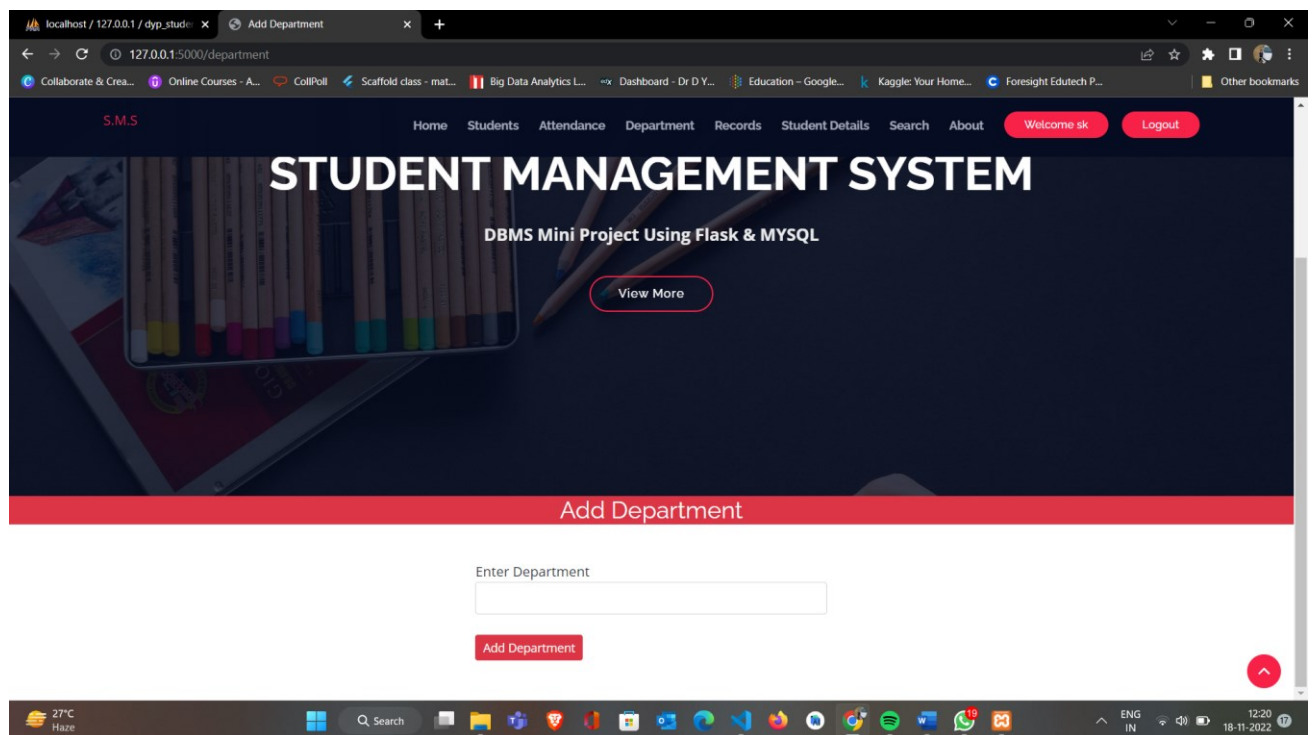 localhost / 127.0.0.1 / dyp_stude
Add Department
127.0.0.1:5000/department
Collaborate & Crea... Online Courses - A... CollPoll Scaffold class - mat... Big Data Analytics L... Dashboard - Dr D Y... Education – Google... Kaggle: Your Home... Foresight Edutech P... Other bookmarks
S.M.S Home Students Attendance Department Records Student Details Search About Welcome sk Logout
STUDENT MANAGEMENT SYSTEM
DBMS Mini Project Using Flask & MYSQL
View More
Add Department
Enter Department
Add Department
27°C
Haze
Search
19
ENG
IN
12:20
18-11-2022
17